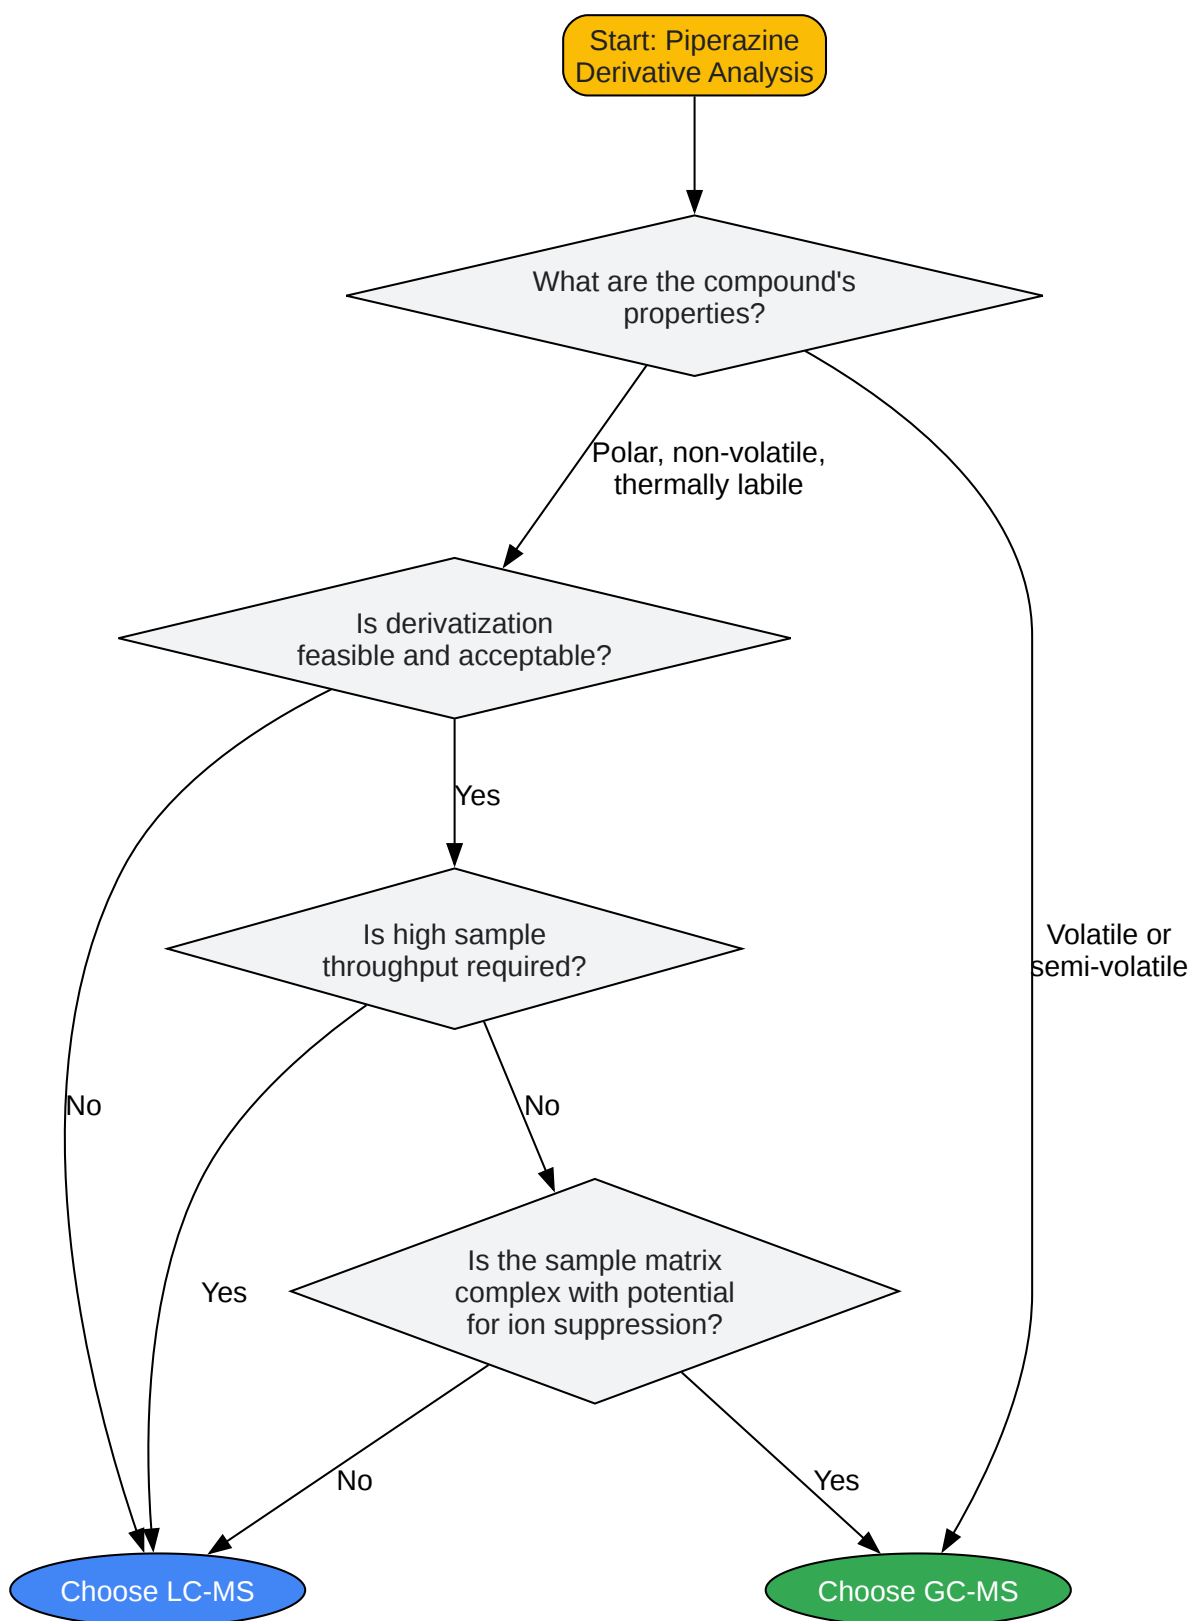 Start: Piperazine
Derivative Analysis
What are the compound's
properties?
Polar, non-volatile,
thermally labile
Is derivatization
feasible and acceptable?
Yes
Is high sample
throughput required?
Volatile or
semi-volatile
No
No
Is the sample matrix
complex with potential
for ion suppression?
Yes
No
Yes
Choose LC-MS
Choose GC-MS